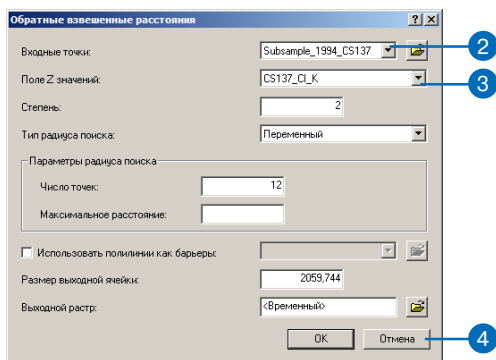 Обратные взвешенные расстояния
Входные точки: Subsample_1994_CS137 2
Поле Z значений: CS137_CI_K 3
Степень: 2
Тип радиуса поиска: Переменный
Параметры радиуса поиска
Число точек: 12
Максимальное расстояние:
Использовать полилинии как барьеры:
Размер выходной ячейки: 2059,744
Выходной растр: <Временный>
OK Отмена 4